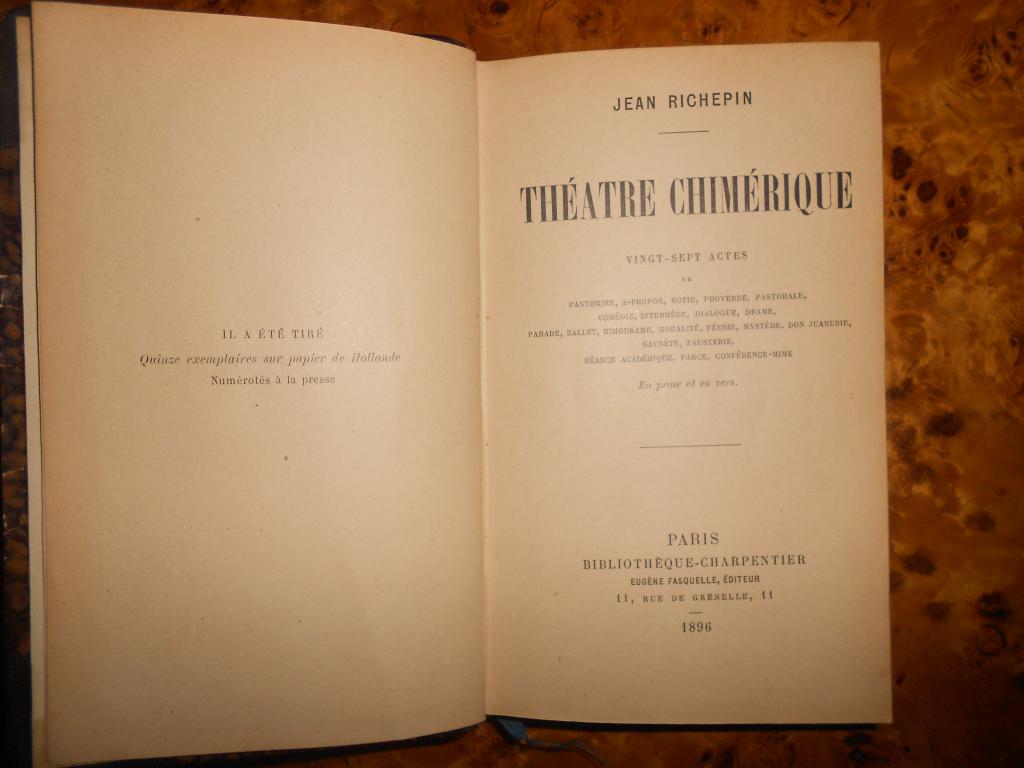 IL A ÉTÉ TIRÉ
Quinze exemplaires sur papier de Hollande
Numérotés à la presse
JEAN RICHEPIN
THÉATRE CHIMÉRIQUE
VINGT-SEPT ACTES
DE
PANTOMIME, A-PROPOS, SOTIE, PROVERBE, PASTORALE,
COMÉDIE, INTERMÈDE, DIALOGUE, DRAME,
PARADE, BALLET, MIMODRAME, MORALITÉ, FÉERIE, MYSTÈRE, DON JUANERIE,
SAYNÈTE, FAUSTERIE,
SÉANCE ACADÉMIQUE, FARCE, CONFÉRENCE-MIME
En prose et en vers.
PARIS
BIBLIOTHÈQUE-CHARPENTIER
EUGÈNE FASQUELLE, ÉDITEUR
11, RUE DE GRENELLE, 11
1896